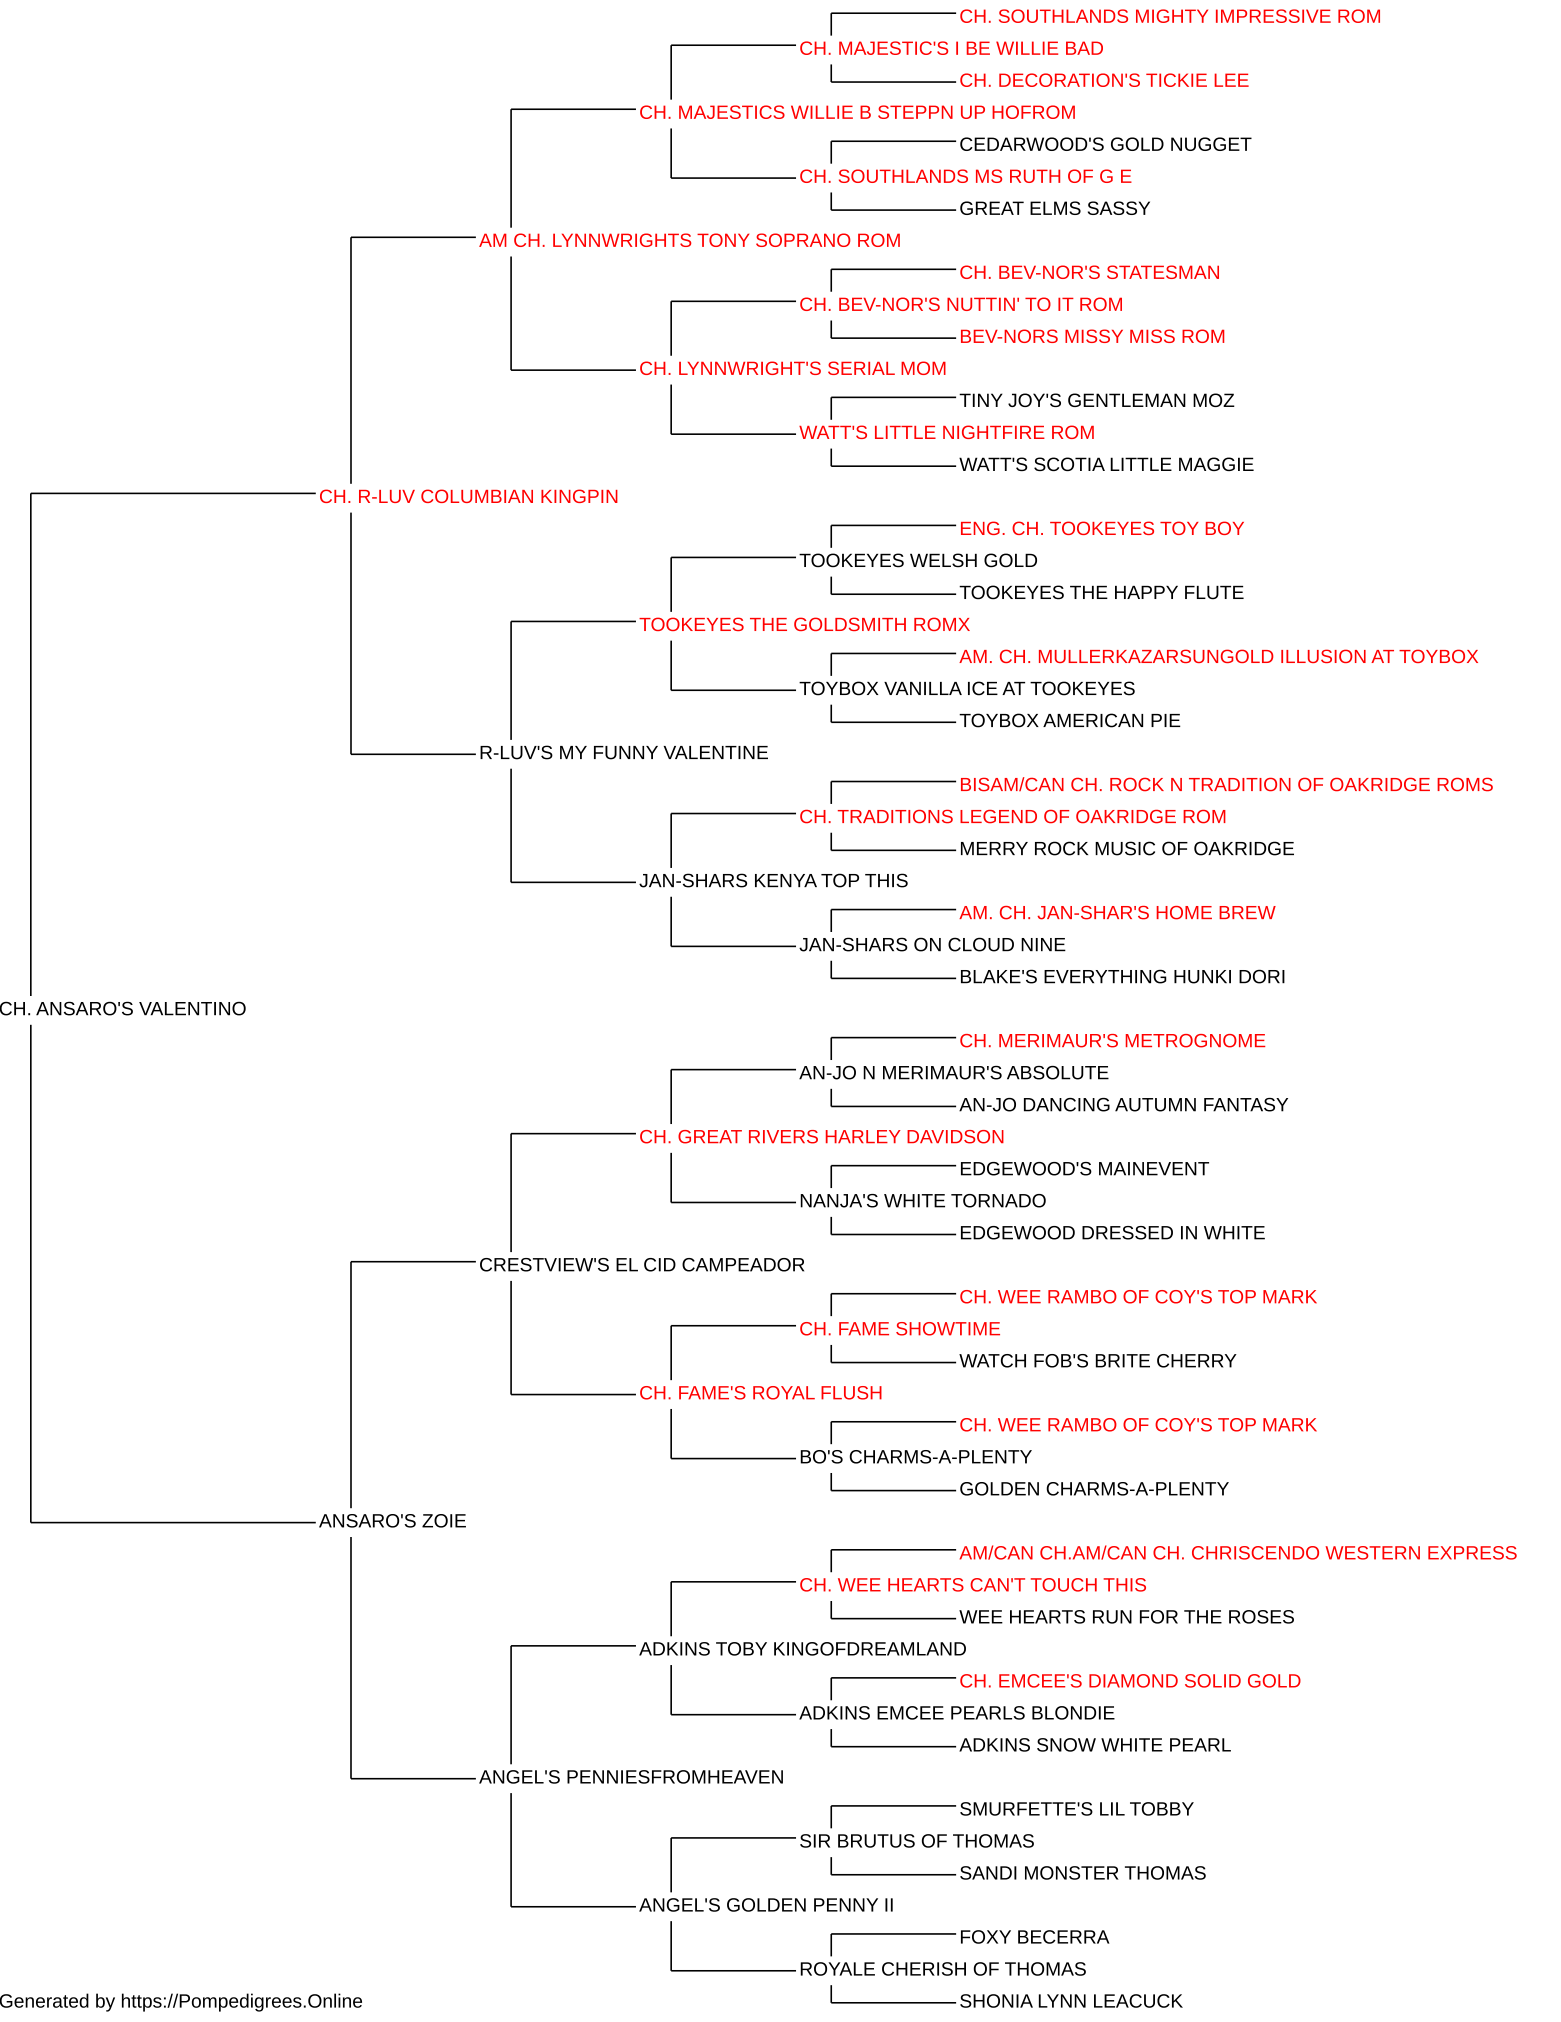 CH. SOUTHLANDS MIGHTY IMPRESSIVE ROM
CH. MAJESTIC'S I BE WILLIE BAD
CH. DECORATION'S TICKIE LEE
CH. MAJESTICS WILLIE B STEPPN UP HOFROM
CEDARWOOD'S GOLD NUGGET
CH. SOUTHLANDS MS RUTH OF G E
GREAT ELMS SASSY
AM CH. LYNNWRIGHTS TONY SOPRANO ROM
CH. BEV-NOR'S STATESMAN
CH. BEV-NOR'S NUTTIN' TO IT ROM
BEV-NORS MISSY MISS ROM
CH. LYNNWRIGHT'S SERIAL MOM
TINY JOY'S GENTLEMAN MOZ
WATT'S LITTLE NIGHTFIRE ROM
WATT'S SCOTIA LITTLE MAGGIE
CH. R-LUV COLUMBIAN KINGPIN
ENG. CH. TOOKEYES TOY BOY
TOOKEYES WELSH GOLD
TOOKEYES THE HAPPY FLUTE
TOOKEYES THE GOLDSMITH ROMX
AM. CH. MULLERKAZARSUNGOLD ILLUSION AT TOYBOX
TOYBOX VANILLA ICE AT TOOKEYES
TOYBOX AMERICAN PIE
R-LUV'S MY FUNNY VALENTINE
BISAM/CAN CH. ROCK N TRADITION OF OAKRIDGE ROMS
CH. TRADITIONS LEGEND OF OAKRIDGE ROM
MERRY ROCK MUSIC OF OAKRIDGE
JAN-SHARS KENYA TOP THIS
AM. CH. JAN-SHAR'S HOME BREW
JAN-SHARS ON CLOUD NINE
BLAKE'S EVERYTHING HUNKI DORI
CH. ANSARO'S VALENTINO
CH. MERIMAUR'S METROGNOME
AN-JO N MERIMAUR'S ABSOLUTE
AN-JO DANCING AUTUMN FANTASY
CH. GREAT RIVERS HARLEY DAVIDSON
EDGEWOOD'S MAINEVENT
NANJA'S WHITE TORNADO
EDGEWOOD DRESSED IN WHITE
CRESTVIEW'S EL CID CAMPEADOR
CH. WEE RAMBO OF COY'S TOP MARK
CH. FAME SHOWTIME
WATCH FOB'S BRITE CHERRY
CH. FAME'S ROYAL FLUSH
CH. WEE RAMBO OF COY'S TOP MARK
BO'S CHARMS-A-PLENTY
GOLDEN CHARMS-A-PLENTY
ANSARO'S ZOIE
AM/CAN CH.AM/CAN CH. CHRISCENDO WESTERN EXPRESS
CH. WEE HEARTS CAN'T TOUCH THIS
WEE HEARTS RUN FOR THE ROSES
ADKINS TOBY KINGOFDREAMLAND
CH. EMCEE'S DIAMOND SOLID GOLD
ADKINS EMCEE PEARLS BLONDIE
ADKINS SNOW WHITE PEARL
ANGEL'S PENNIESFROMHEAVEN
SMURFETTE'S LIL TOBBY
SIR BRUTUS OF THOMAS
SANDI MONSTER THOMAS
ANGEL'S GOLDEN PENNY II
FOXY BECERRA
ROYALE CHERISH OF THOMAS
SHONIA LYNN LEACUCK
Generated by https://Pompedigrees.Online